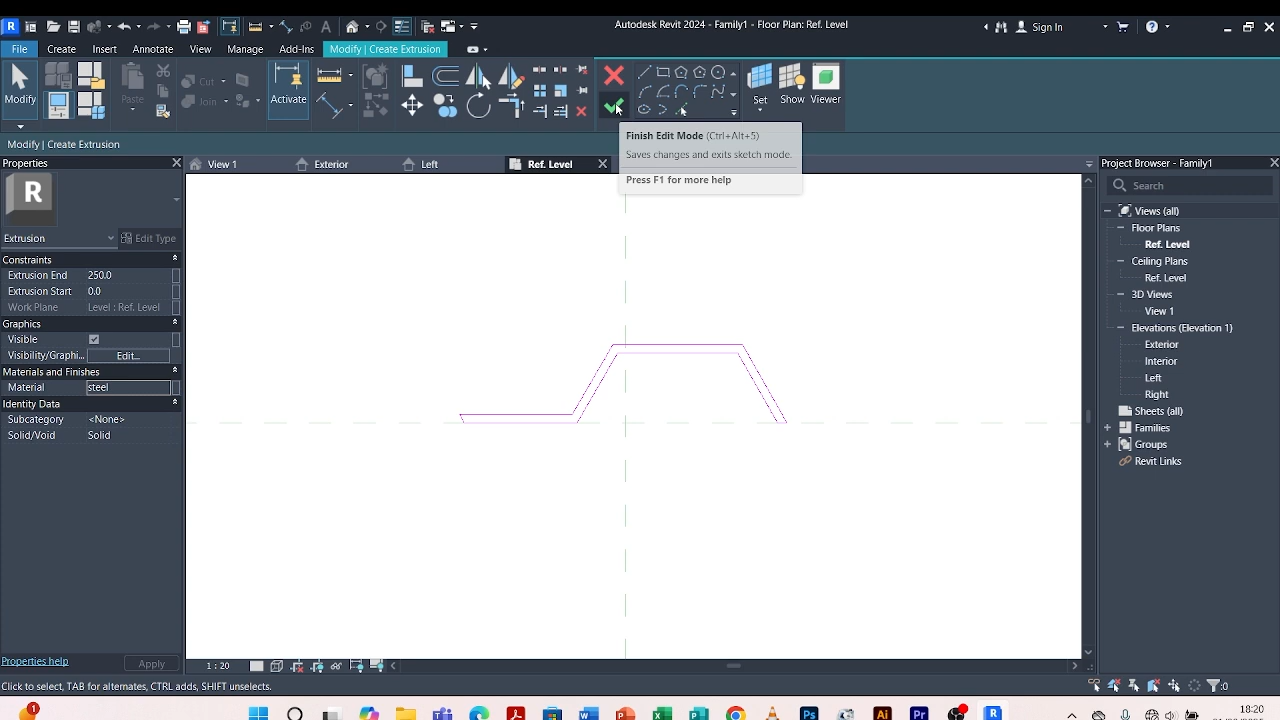 Autodesk Revit 2024 - Family1 - Floor Plan: Ref. Level
Sign In
File Create Insert Annotate View Manage Add-Ins Modify | Create Extrusion
Modify
Paste
Cut
Join
Activate
Set Show Viewer
Finish Edit Mode (Ctrl+Alt+5)
Saves changes and exits sketch mode.
Press F1 for more help
Modify | Create Extrusion
Properties
R
View 1 Exterior Left Ref. Level
Project Browser - Family1
Search
Extrusion Edit Type
Constraints
Extrusion End 250.0
Extrusion Start 0.0
Work Plane Level : Ref. Level
Graphics
Visible
Visibility/Graphi... Edit...
Materials and Finishes
Material steel
Identity Data
Subcategory <None>
Solid/Void Solid
Properties help Apply
Views (all)
Floor Plans
Ref. Level
Ceiling Plans
Ref. Level
3D Views
View 1
Elevations (Elevation 1)
Exterior
Interior
Left
Right
Sheets (all)
Families
Groups
Revit Links
1 : 20
Click to select, TAB for alternates, CTRL adds, SHIFT unselects.
:0
1
18:20